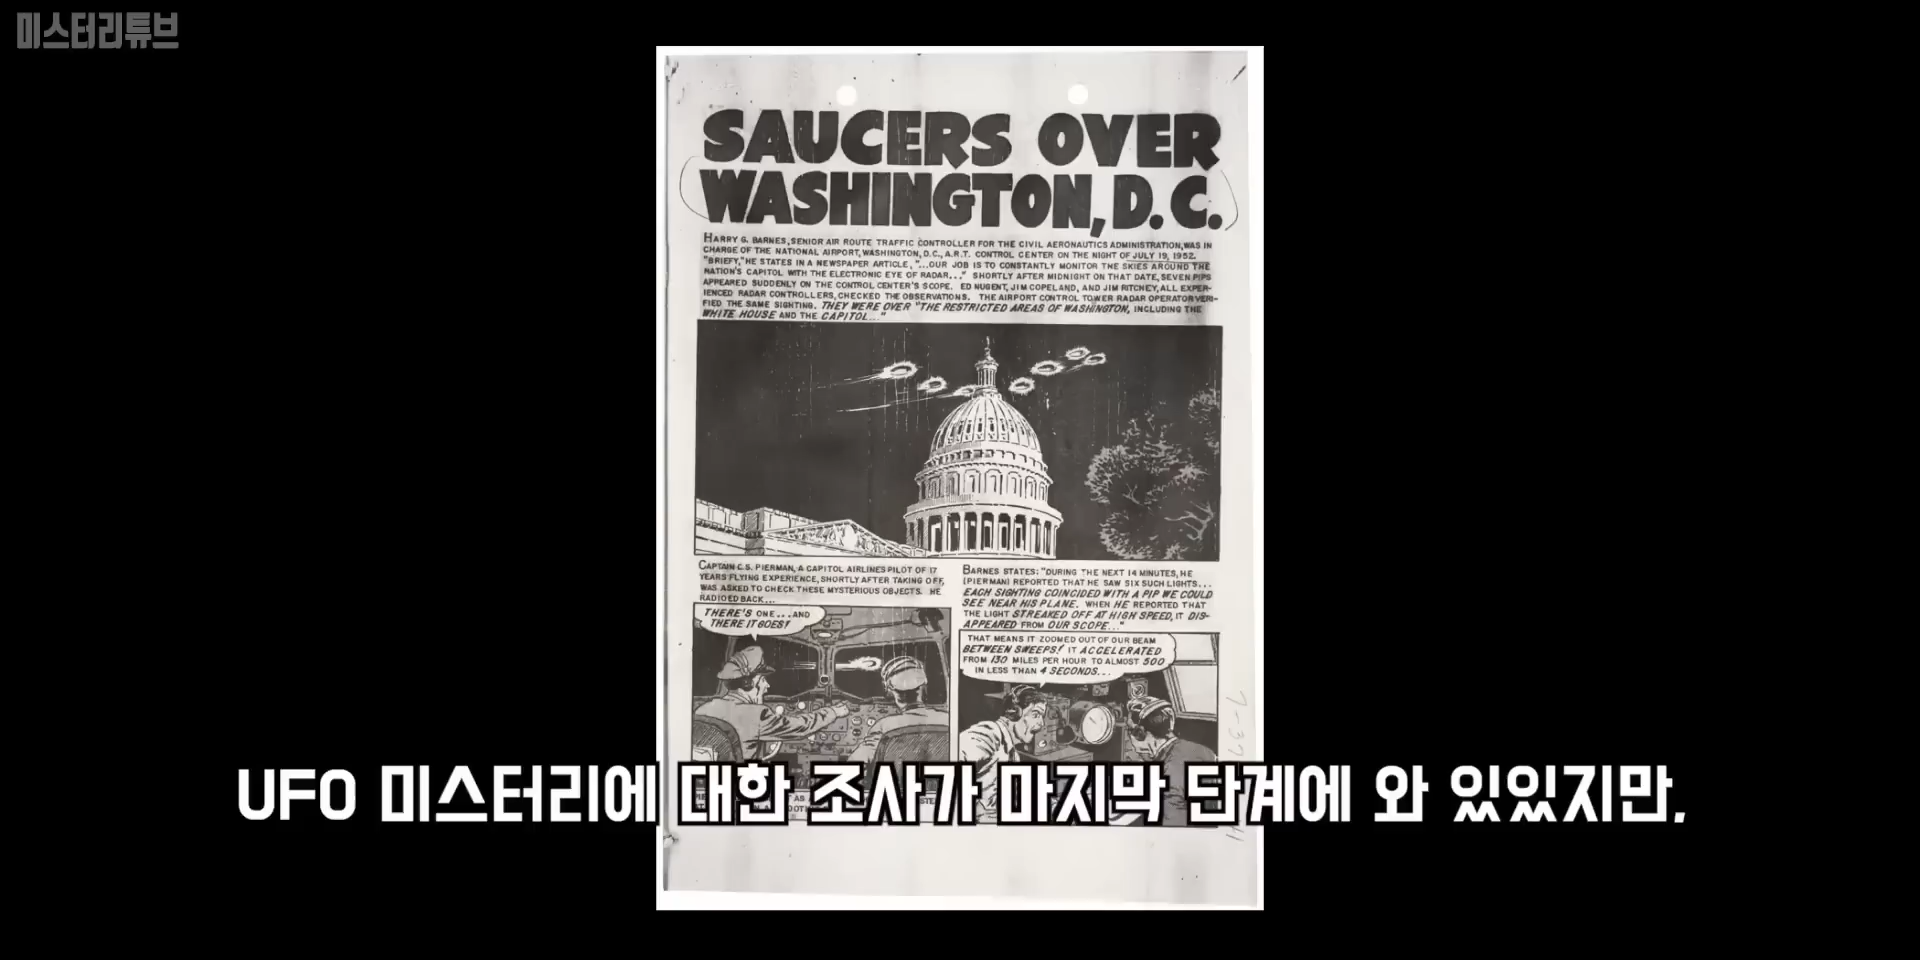 미스터리튜브
SAUCERS OVER
WASHINGTON, D.C.
HARRY G. BARNES, SENIOR AIR ROUTE TRAFFIC CONTROLLER FOR THE CIVIL AERONAUTICS ADMINISTRATION, WAS IN
CHARGE OF THE NATIONAL AIRPORT, WASHINGTON, D.C., A.R.T. CONTROL CENTER ON THE NIGHT OF JULY 19, 1952.
"BRIEFY," HE STATES IN A NEWSPAPER ARTICLE, "...OUR JOB IS TO CONSTANTLY MONITOR THE SKIES AROUND THE
NATION'S CAPITOL WITH THE ELECTRONIC EYE OF RADAR..." SHORTLY AFTER MIDNIGHT ON THAT DATE, SEVEN PIPS
APPEARED SUDDENLY ON THE CONTROL CENTER'S SCOPE. ED NUGENT, JIM COPELAND, AND JIM RITCHEY, ALL EXPER-
IENCED RADAR CONTROLLERS, CHECKED THE OBSERVATIONS. THE AIRPORT CONTROL TOWER RADAR OPERATOR VERI-
FIED THE SAME SIGHTING. THEY WERE OVER "THE RESTRICTED AREAS OF WASHINGTON, INCLUDING THE
WHITE HOUSE AND THE CAPITOL..."
CAPTAIN C.S. PIERMAN, A CAPITOL AIRLINES PILOT OF 17
YEARS FLYING EXPERIENCE, SHORTLY AFTER TAKING OFF,
WAS ASKED TO CHECK THESE MYSTERIOUS OBJECTS. HE
RADIOED BACK...
THERE'S ONE...AND
THERE IT GOES!
BARNES STATES: "DURING THE NEXT 14 MINUTES, HE
(PIERMAN) REPORTED THAT HE SAW SIX SUCH LIGHTS...
EACH SIGHTING COINCIDED WITH A PIP WE COULD
SEE NEAR HIS PLANE. WHEN HE REPORTED THAT
THE LIGHT STREAKED OFF AT HIGH SPEED, IT DIS-
APPEARED FROM OUR SCOPE..."
THAT MEANS IT ZOOMED OUT OF OUR BEAM
BETWEEN SWEEPS! IT ACCELERATED
FROM 130 MILES PER HOUR TO ALMOST 500
IN LESS THAN 4 SECONDS...
UFO 미스터리에 대한 조사가 마지막 단계에 와 있있지만,